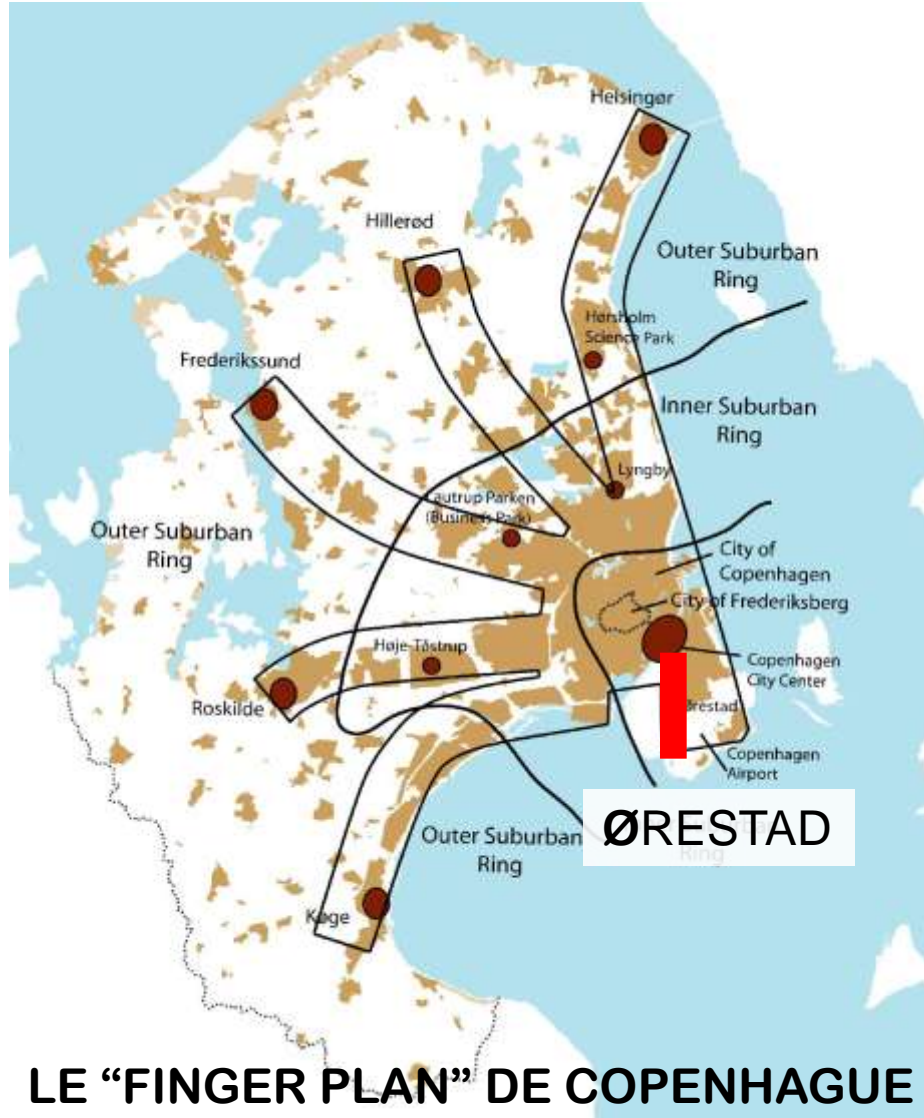 Helsingør
Hillerød
Outer Suburban
Ring
Hørsholm
Science Park
Frederikssund
Inner Suburban
Ring
Lyngby
Lautrup Parken
(Business Park)
Outer Suburban
Ring
City of
Copenhagen
City of Frederiksberg
Høje-Tåstrup
Copenhagen
City Center
Roskilde
Ørestad
Copenhagen
Airport
ØRESTAD
Outer Suburban
Ring
Ring
Køge
LE “FINGER PLAN” DE COPENHAGUE